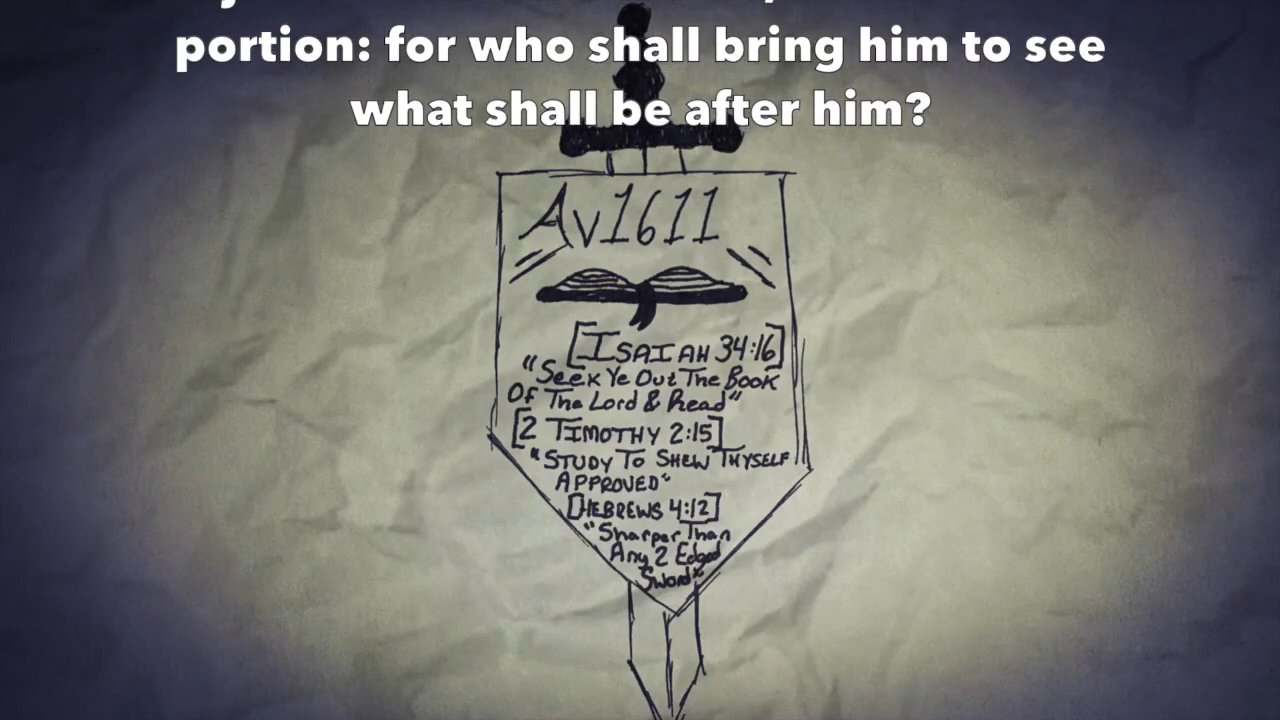 portion: for who shall bring him to see
what shall be after him?
Av1611
[Isaiah 34:16]
"Seek Ye Out The Book
Of The Lord & Read"
[2 Timothy 2:15]
"Study To Shew Thyself
Approved"
[Hebrews 4:12]
"Sharper Than
Any 2 Edged
Sword"